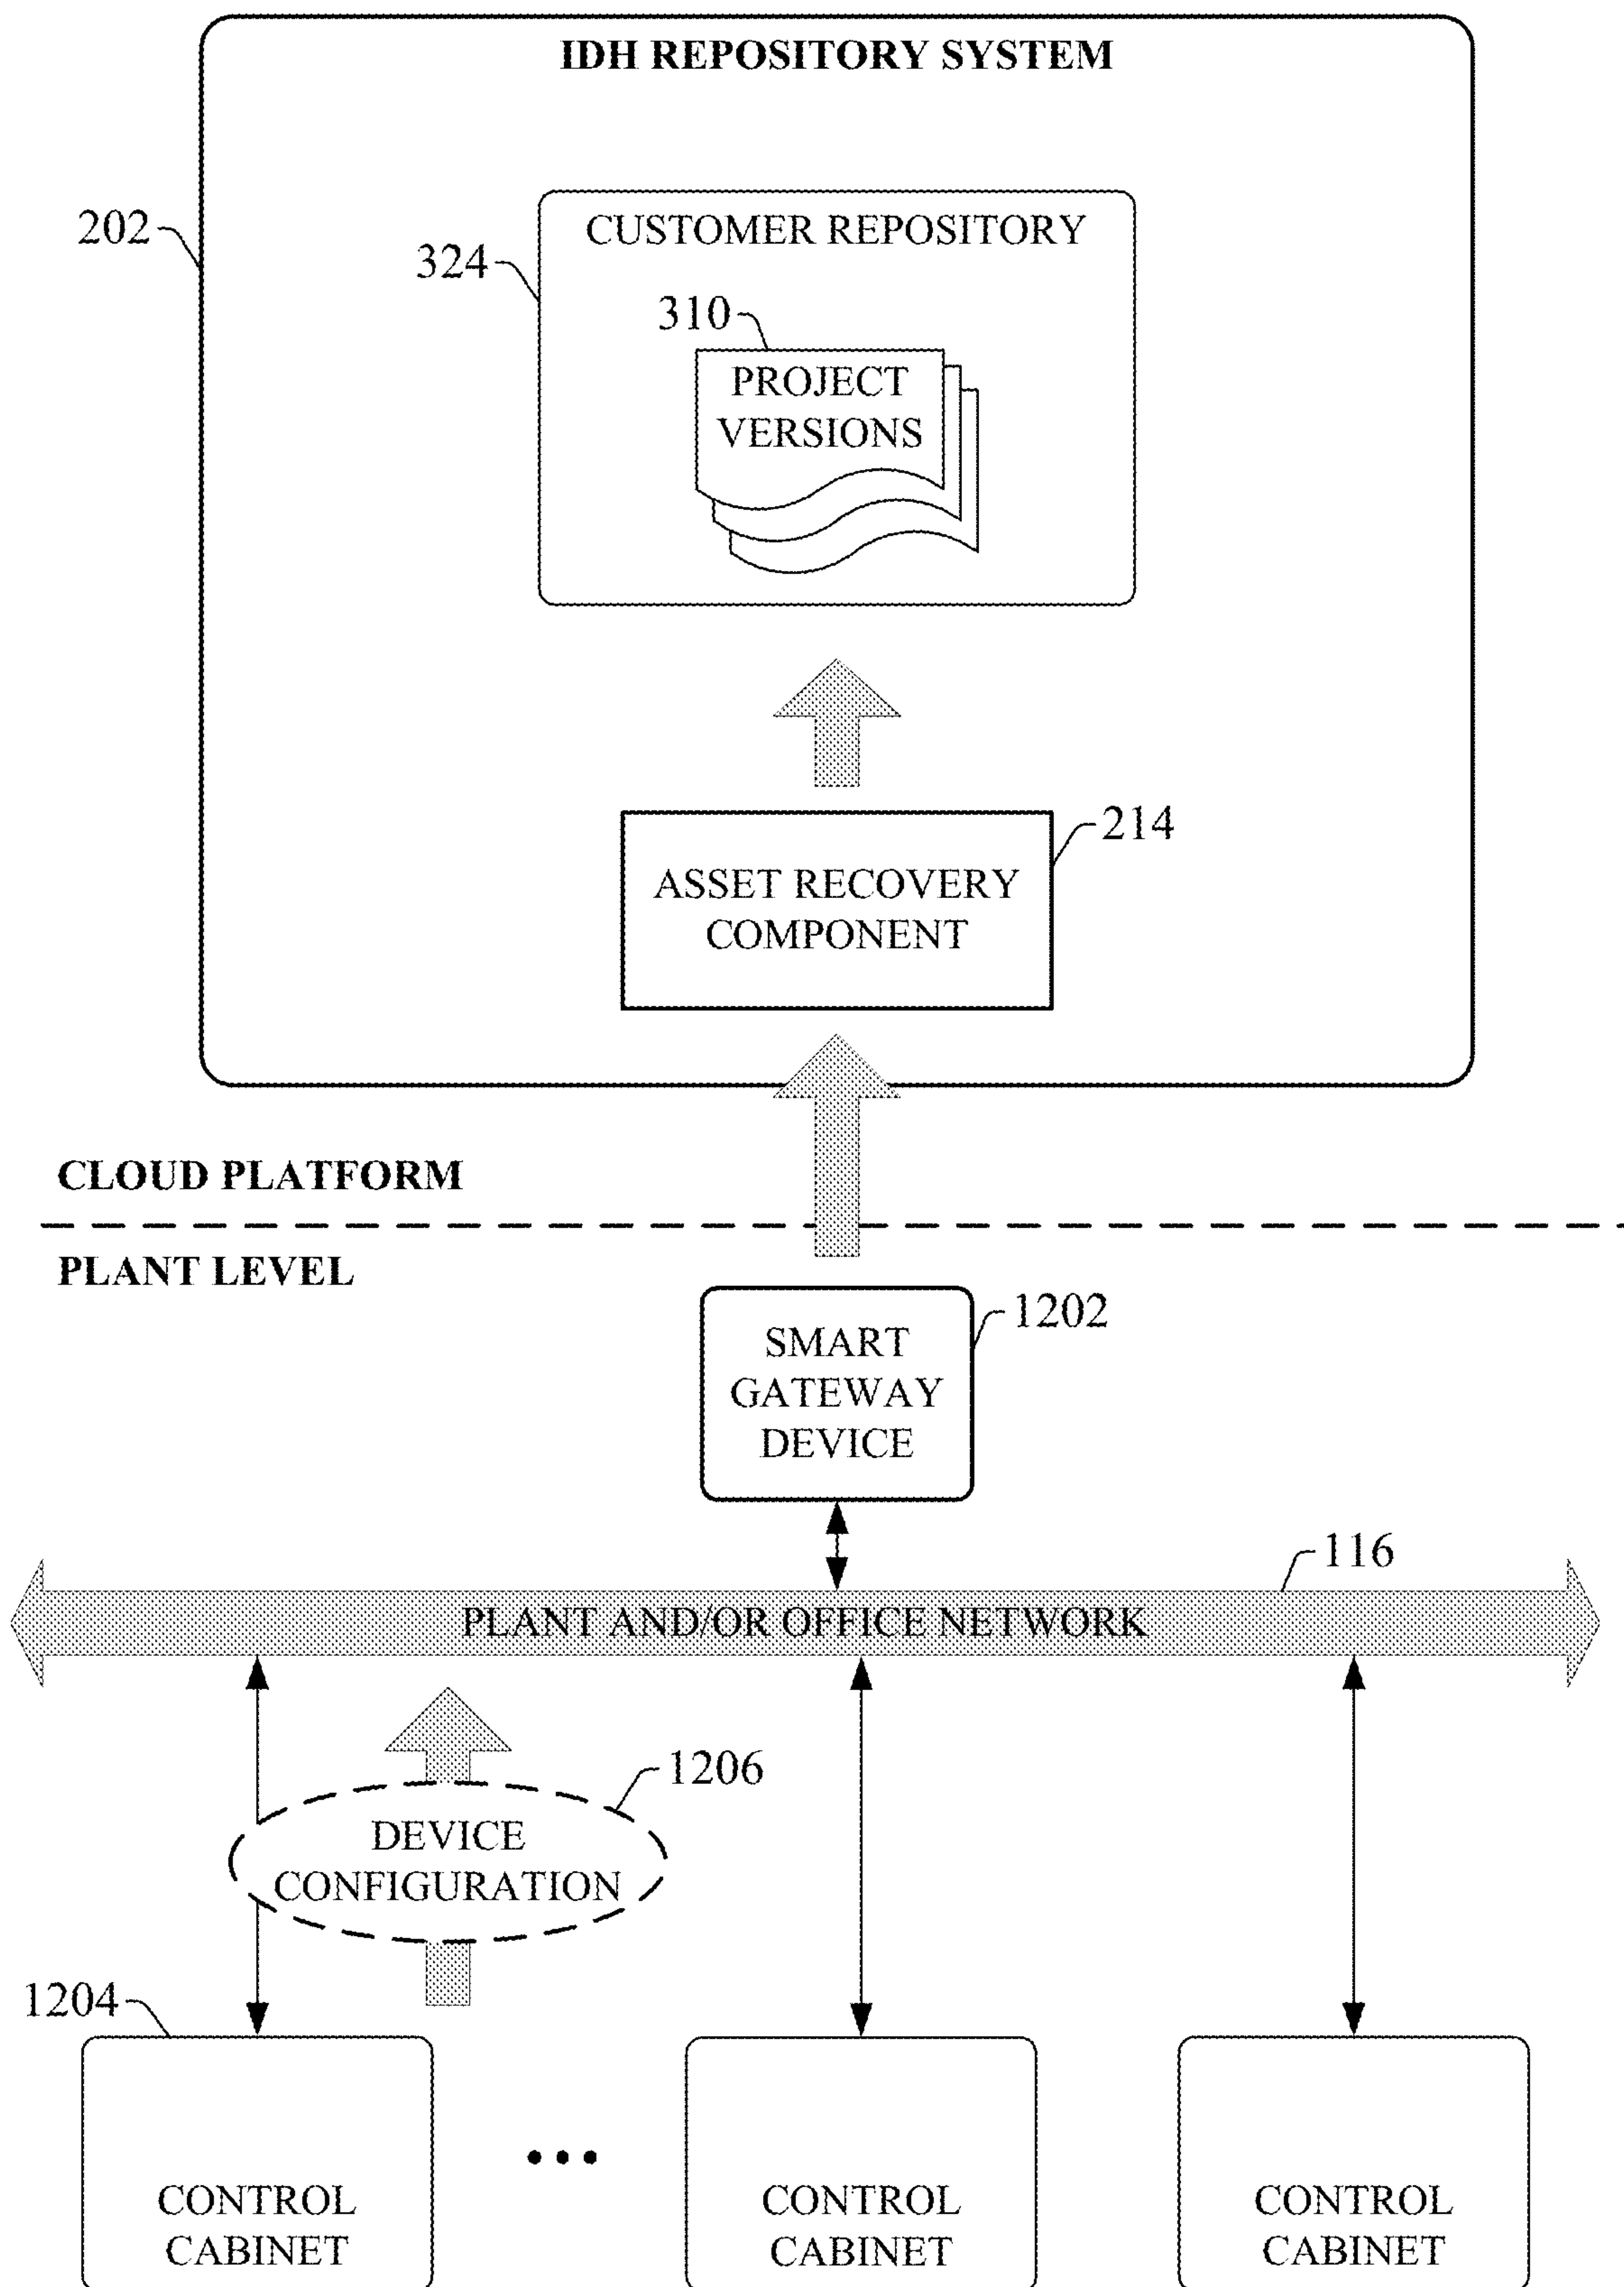 IDH REPOSITORY SYSTEM
202
CUSTOMER REPOSITORY
324
310
PROJECT
VERSIONS
214
ASSET RECOVERY
COMPONENT
CLOUD PLATFORM
PLANT LEVEL
1202
SMART
GATEWAY
DEVICE
116
PLANT AND/OR OFFICE NETWORK
1206
DEVICE
CONFIGURATION
1204
CONTROL
CABINET
•••
CONTROL
CABINET
CONTROL
CABINET